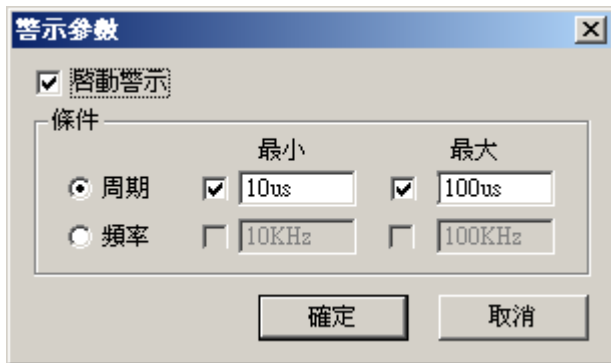 警示參數
啓動警示
條件
最小 最大
周期 10us 100us
頻率 10KHz 100KHz
確定 取消